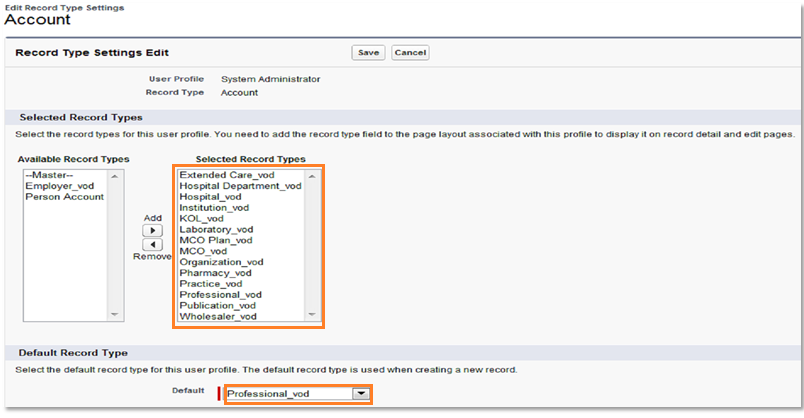 Edit Record Type Settings
Account
Record Type Settings Edit Save Cancel
User Profile System Administrator
Record Type Account
Selected Record Types
Select the record types for this user profile. You need to add the record type field to the page layout associated with this profile to display it on record detail and edit pages.
Available Record Types Selected Record Types
--Master--
Employer_vod
Person Account
Add
Remove
Extended Care_vod
Hospital Department_vod
Hospital_vod
Institution_vod
KOL_vod
Laboratory_vod
MCO Plan_vod
MCO_vod
Organization_vod
Pharmacy_vod
Practice_vod
Professional_vod
Publication_vod
Wholesaler_vod
Default Record Type
Select the default record type for this user profile. The default record type is used when creating a new record.
Default Professional_vod